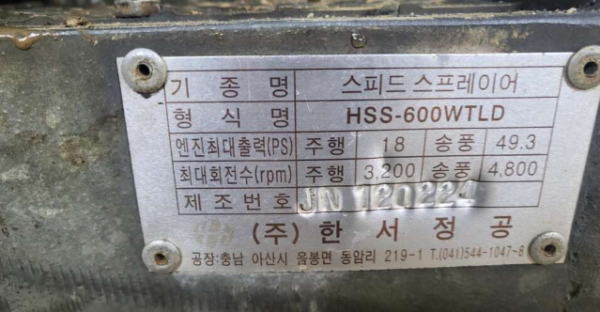 기 종 명 스피드 스프레이어
형 식 명 HSS-600WTLD
엔진최대출력(PS) 주행 18 송풍 49.3
최대회전수(rpm) 주행 3,200 송풍 4,800
제 조 번 호 JN 120224
(주) 한 서 정 공
공장:충남 아산시 음봉면 동암리 219-1 T.(041)544-1047-8